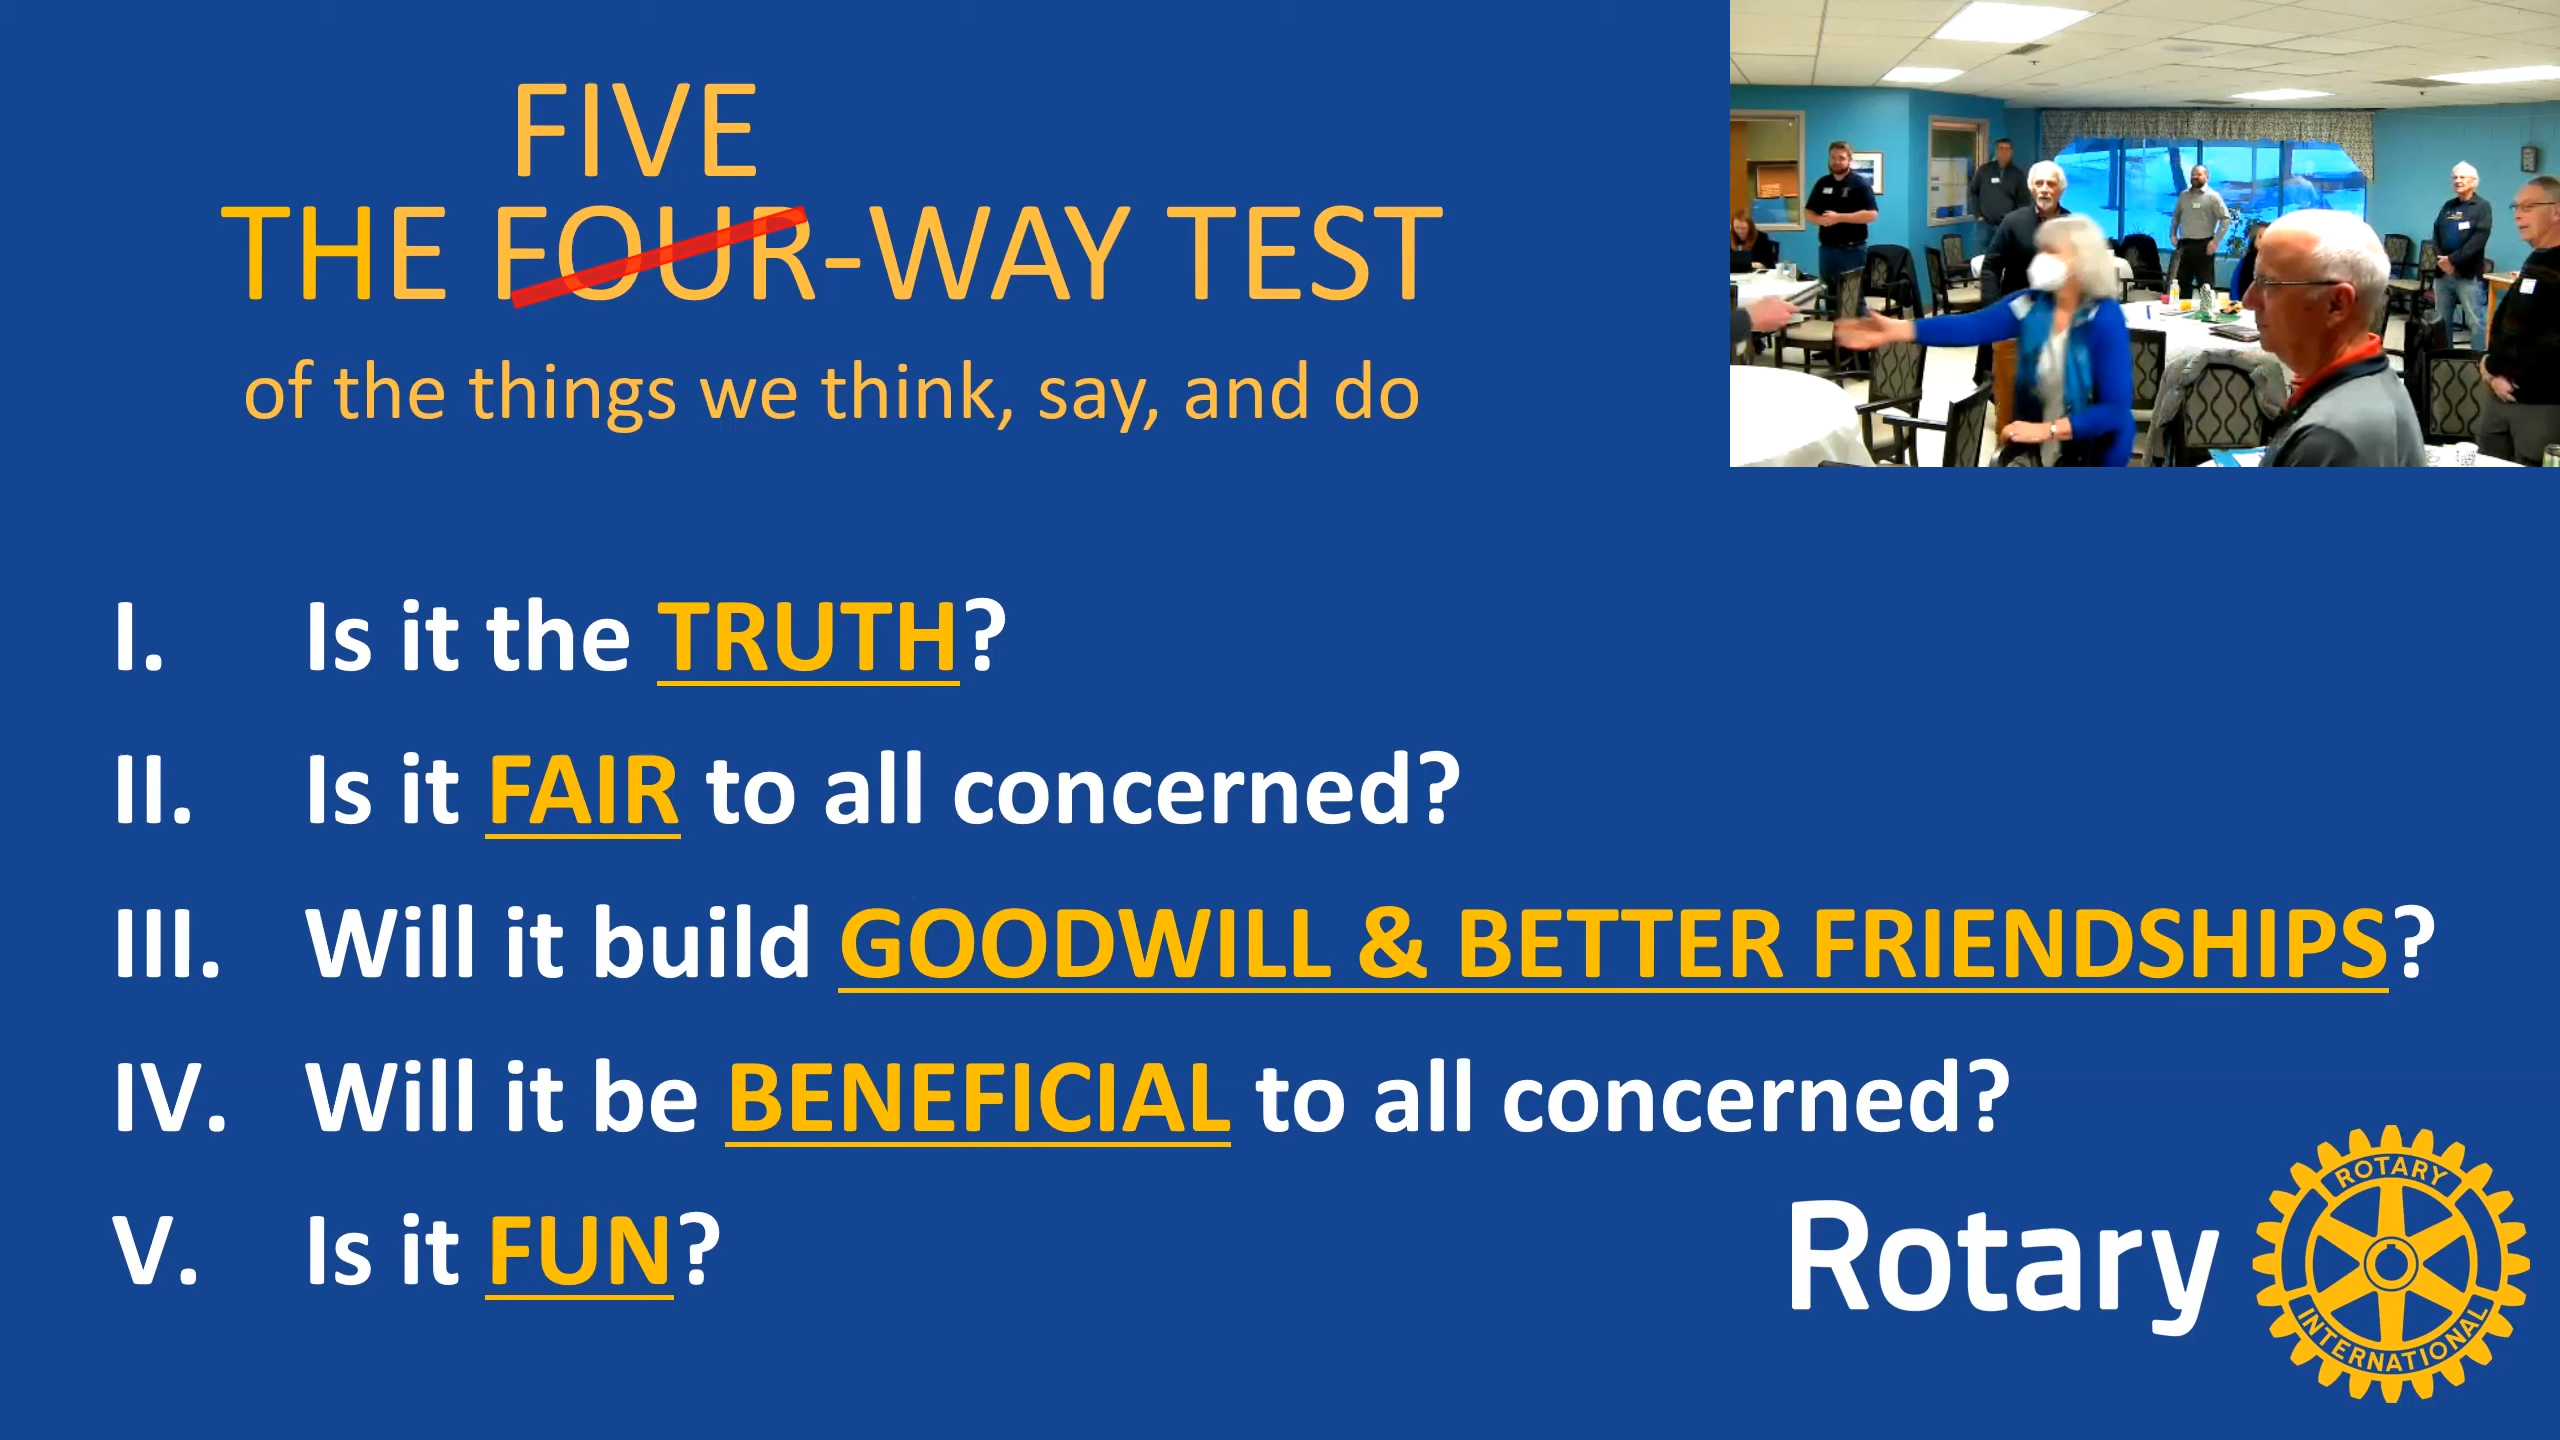 FIVE
THE FOUR-WAY TEST
of the things we think, say, and do
I. Is it the TRUTH?
II. Is it FAIR to all concerned?
III. Will it build GOODWILL & BETTER FRIENDSHIPS?
IV. Will it be BENEFICIAL to all concerned?
V. Is it FUN?
Rotary
ROTARY
INTERNATIONAL